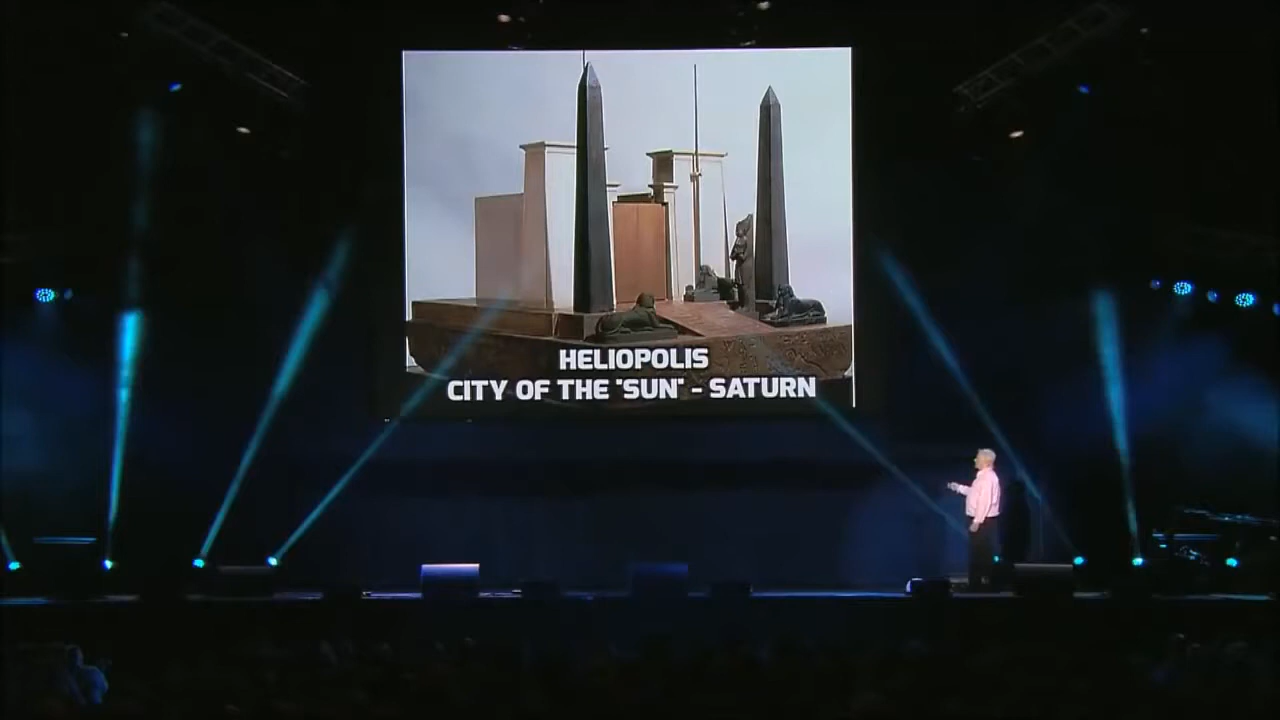 HELIOPOLIS
CITY OF THE 'SUN' - SATURN